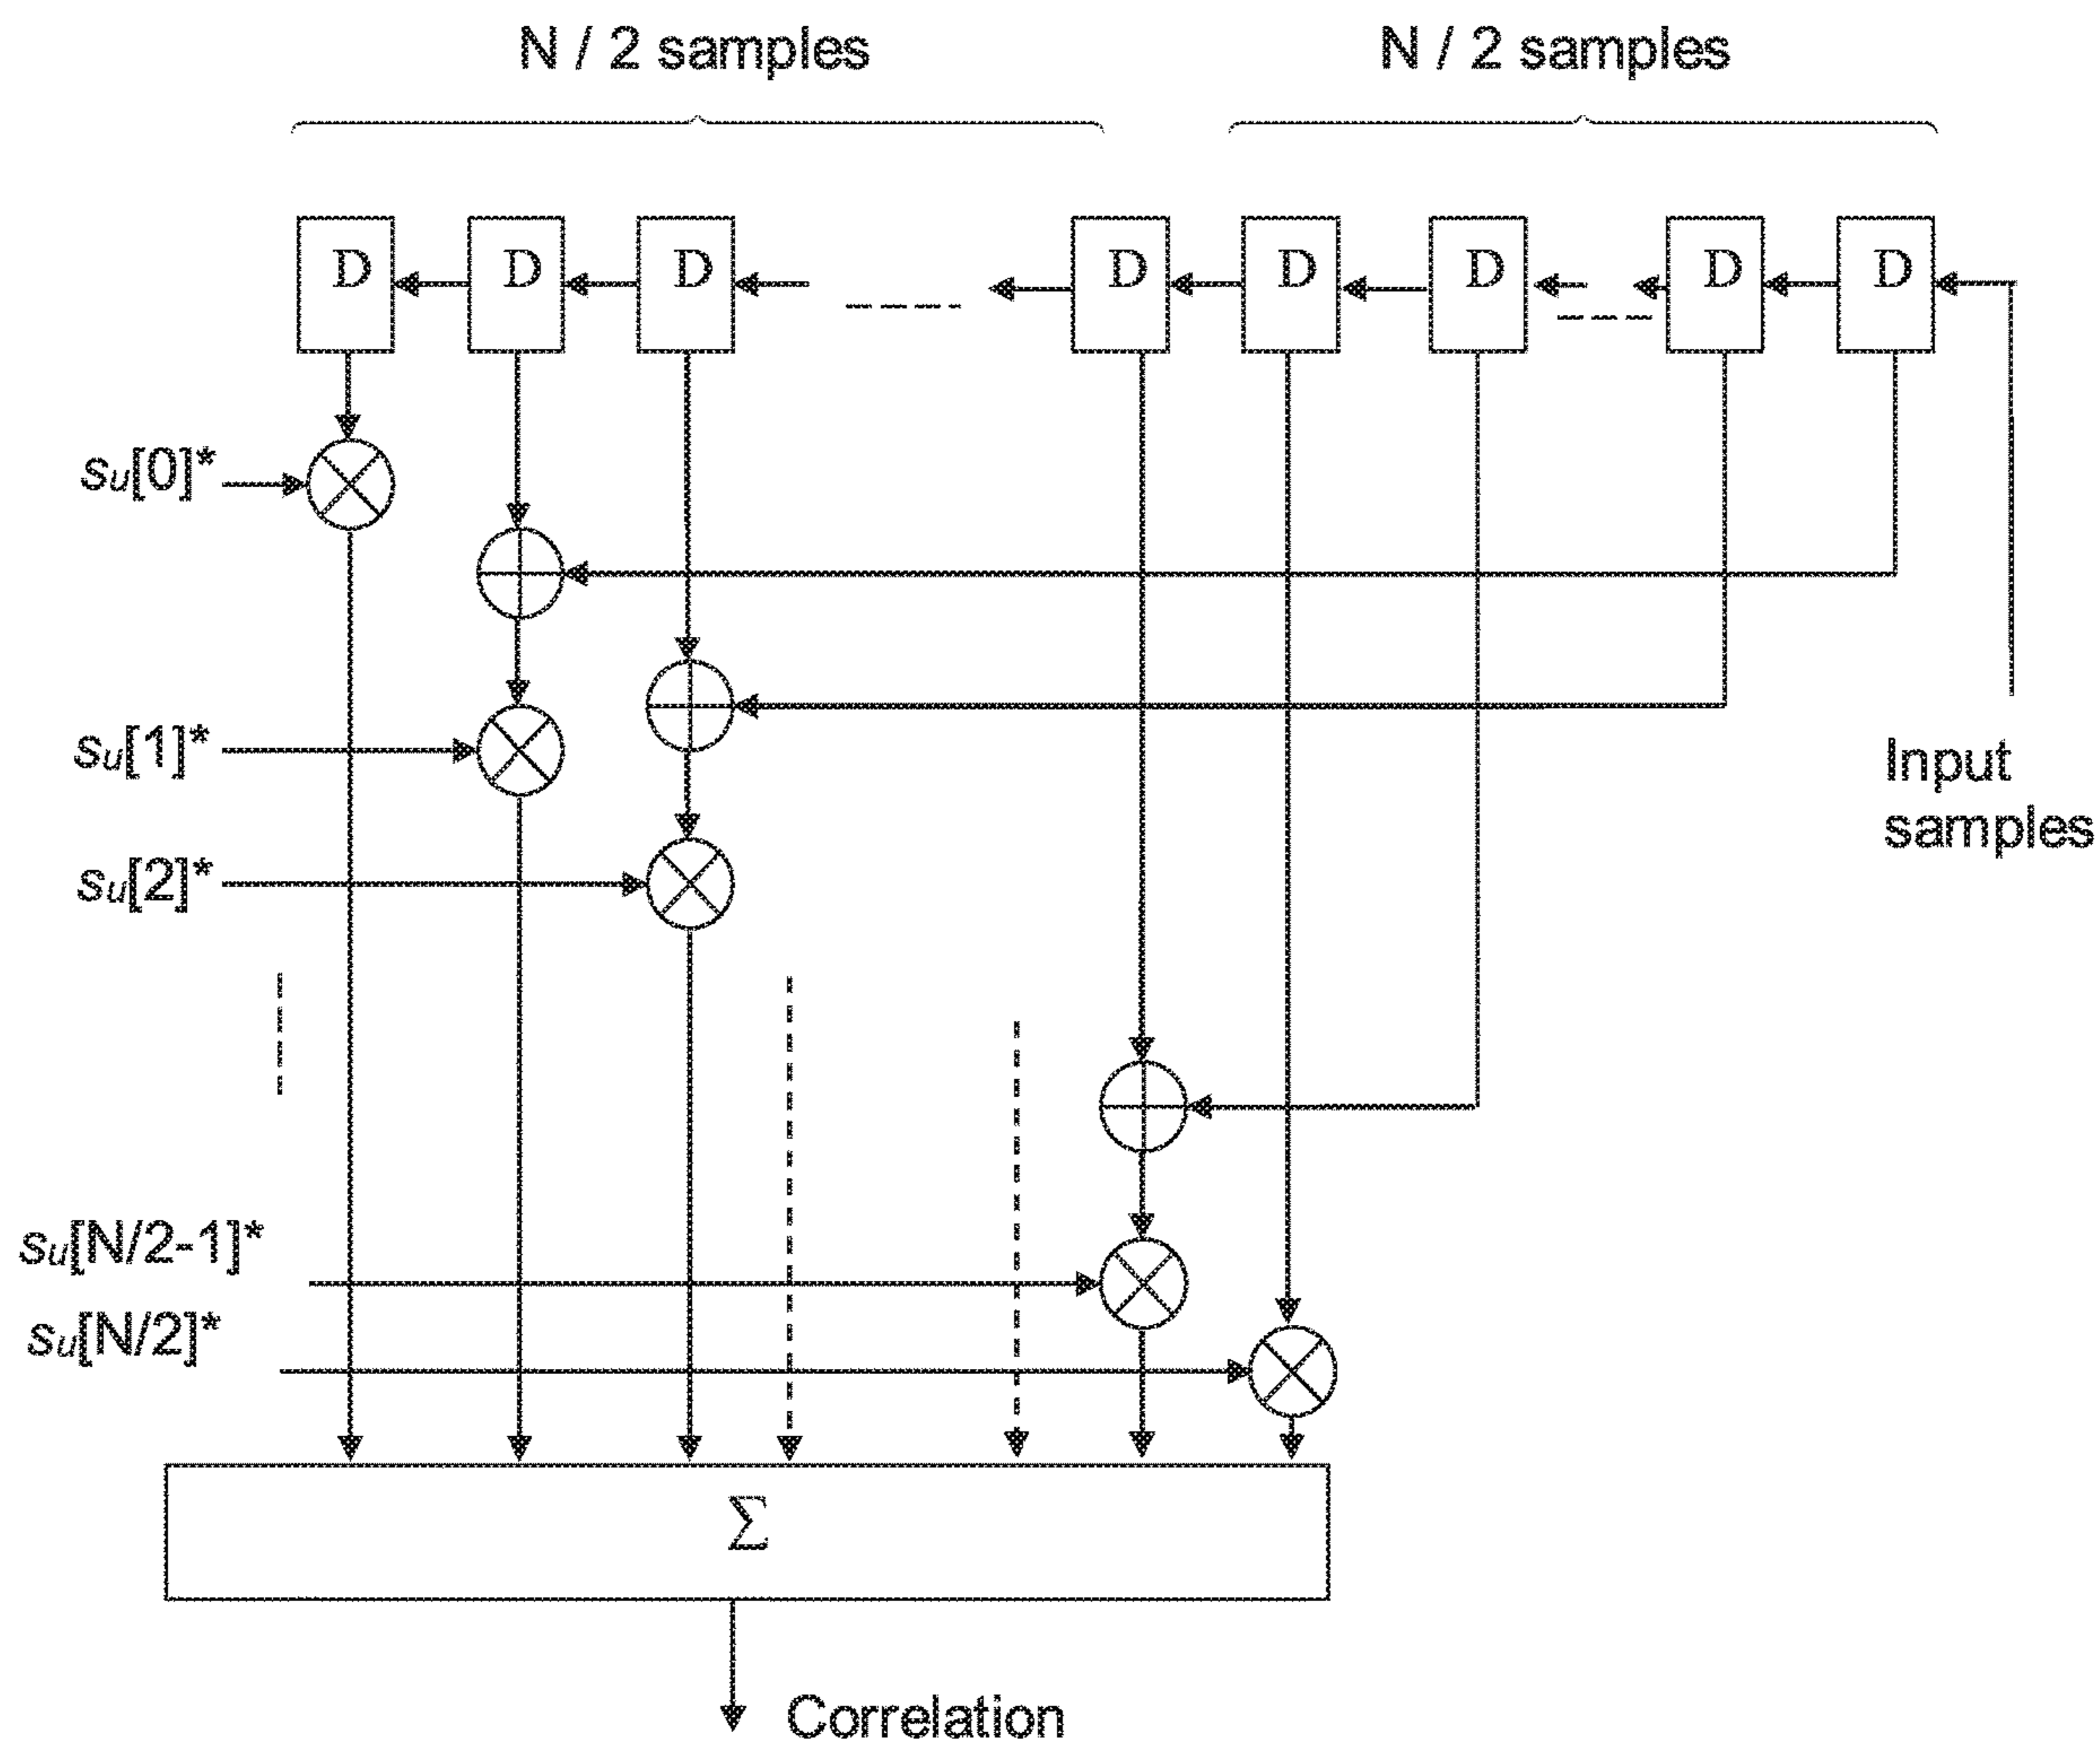 N / 2 samples N / 2 samples
D D D D D D D D
su[0]*
su[1]*
Input
samples
su[2]*
su[N/2-1]*
su[N/2]*
Σ
Correlation